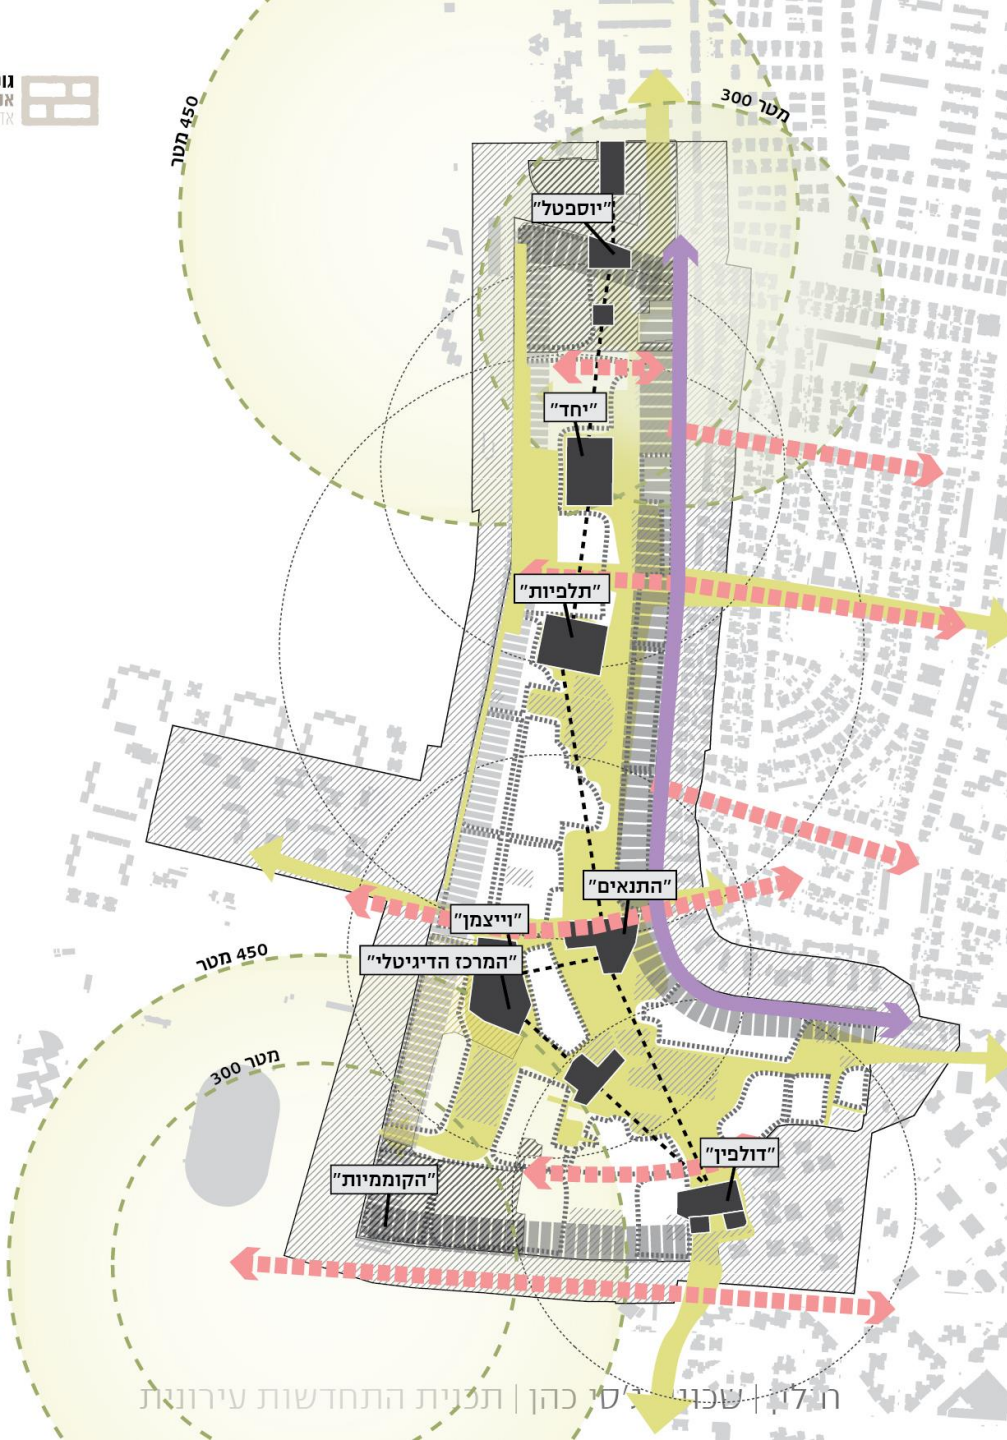 450 מטר
300 מטר
"יוספטל"
"יחד"
"תלפיות"
"התנאים"
"וייצמן"
"המרכז הדיגיטלי"
450 מטר
300 מטר
"דולפין"
"הקוממיות"
כהן | תכנית התחדשות עירונית